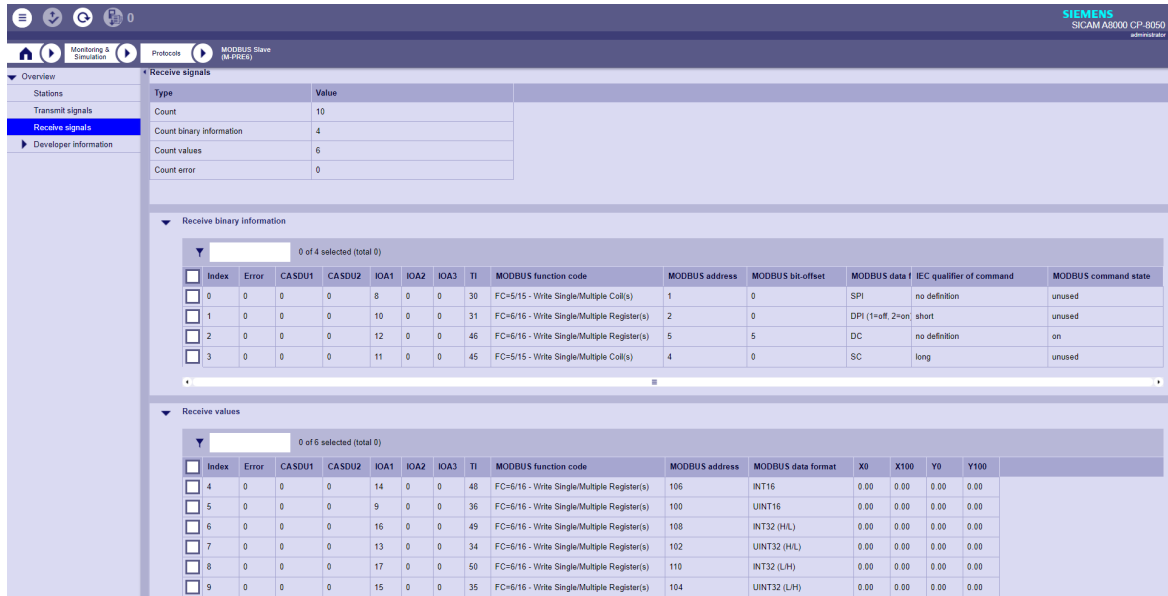 0
SIEMENS
SICAM A8000 CP-8050
administrator
Monitoring & Simulation
Protocols
MODBUS Slave (M-PRE6)
Overview
Stations
Transmit signals
Receive signals
Developer information
Receive signals
Type Value
Count 10
Count binary information 4
Count values 6
Count error 0
Receive binary information
0 of 4 selected (total 0)
Index Error CASDU1 CASDU2 IOA1 IOA2 IOA3 TI MODBUS function code MODBUS address MODBUS bit-offset MODBUS data f IEC qualifier of command MODBUS command state
0 0 0 0 8 0 0 30 FC=5/15 - Write Single/Multiple Coil(s) 1 0 SPI no definition unused
1 0 0 0 10 0 0 31 FC=6/16 - Write Single/Multiple Register(s) 2 0 DPI (1=off, 2=on) short unused
2 0 0 0 12 0 0 46 FC=6/16 - Write Single/Multiple Register(s) 5 5 DC no definition on
3 0 0 0 11 0 0 45 FC=5/15 - Write Single/Multiple Coil(s) 4 0 SC long unused
Receive values
0 of 6 selected (total 0)
Index Error CASDU1 CASDU2 IOA1 IOA2 IOA3 TI MODBUS function code MODBUS address MODBUS data format X0 X100 Y0 Y100
4 0 0 0 14 0 0 48 FC=6/16 - Write Single/Multiple Register(s) 106 INT16 0.00 0.00 0.00 0.00
5 0 0 0 9 0 0 36 FC=6/16 - Write Single/Multiple Register(s) 100 UINT16 0.00 0.00 0.00 0.00
6 0 0 0 16 0 0 49 FC=6/16 - Write Single/Multiple Register(s) 108 INT32 (H/L) 0.00 0.00 0.00 0.00
7 0 0 0 13 0 0 34 FC=6/16 - Write Single/Multiple Register(s) 102 UINT32 (H/L) 0.00 0.00 0.00 0.00
8 0 0 0 17 0 0 50 FC=6/16 - Write Single/Multiple Register(s) 110 INT32 (L/H) 0.00 0.00 0.00 0.00
9 0 0 0 15 0 0 35 FC=6/16 - Write Single/Multiple Register(s) 104 UINT32 (L/H) 0.00 0.00 0.00 0.00